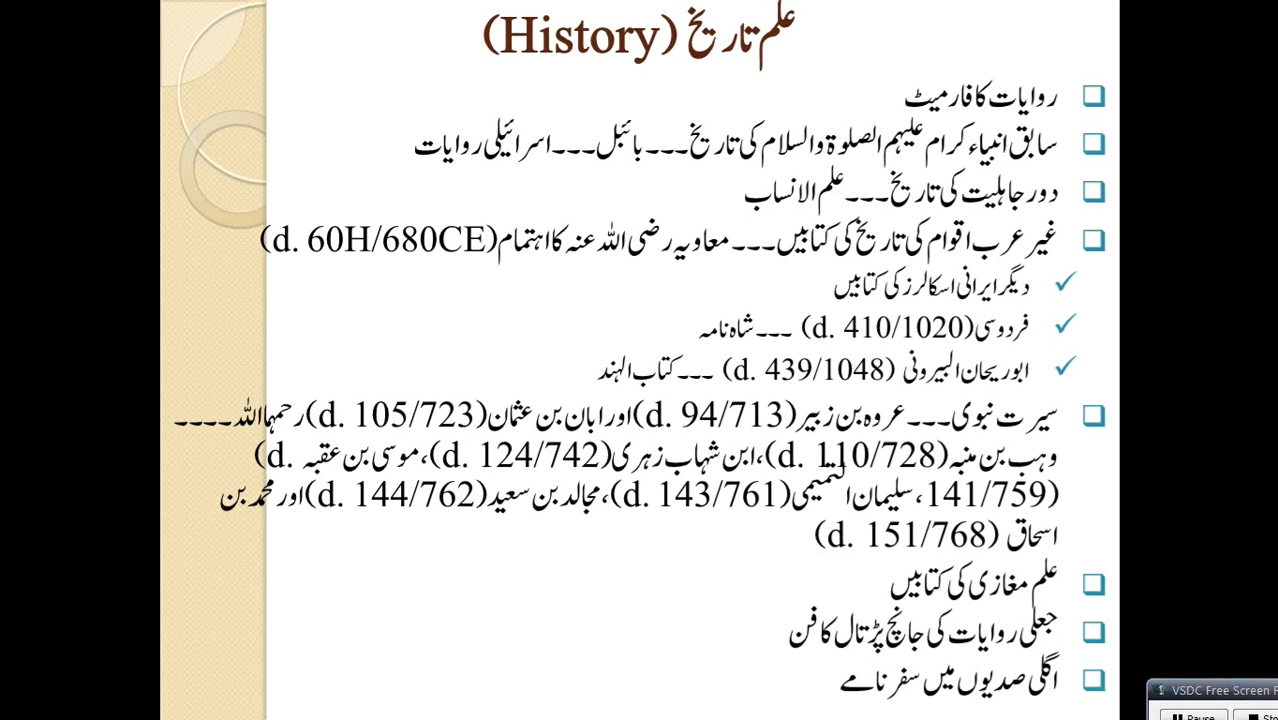 علم تاریخ (History)
روایات کا فارمیٹ
سابق انبیاء کرام علیہم الصلوۃ والسلام کی تاریخ۔۔۔ بائبل۔۔۔ اسرائیلی روایات
دور جاہلیت کی تاریخ۔۔۔ علم الانساب
غیر عرب اقوام کی تاریخ کی کتابیں۔۔۔ معاویہ رضی اللہ عنہ کا اہتمام(d. 60H/680CE)
دیگر ایرانی اسکالرز کی کتابیں
فردوسی(d. 410/1020) ۔۔۔ شاہ نامہ
ابوریحان البیرونی (d. 439/1048) ۔۔۔ کتاب الہند
سیرت نبوی۔۔۔ عروہ بن زبیر(d. 94/713)اور ابان بن عثمان(d. 105/723)رحمہما اللہ۔۔۔۔
وہب بن منبہ(d. 110/728)،ابن شہاب زہری(d. 124/742)،موسی بن عقبہ (d.
141/759)، سلیمان التمیمی(d. 143/761)،مجالد بن سعید(d. 144/762)اور محمد بن
اسحاق (d. 151/768)
علم مغازی کی کتابیں
جعلی روایات کی جانچ پڑتال کا فن
اگلی صدیوں میں سفر نامے
VSDC Free Screen
Pause